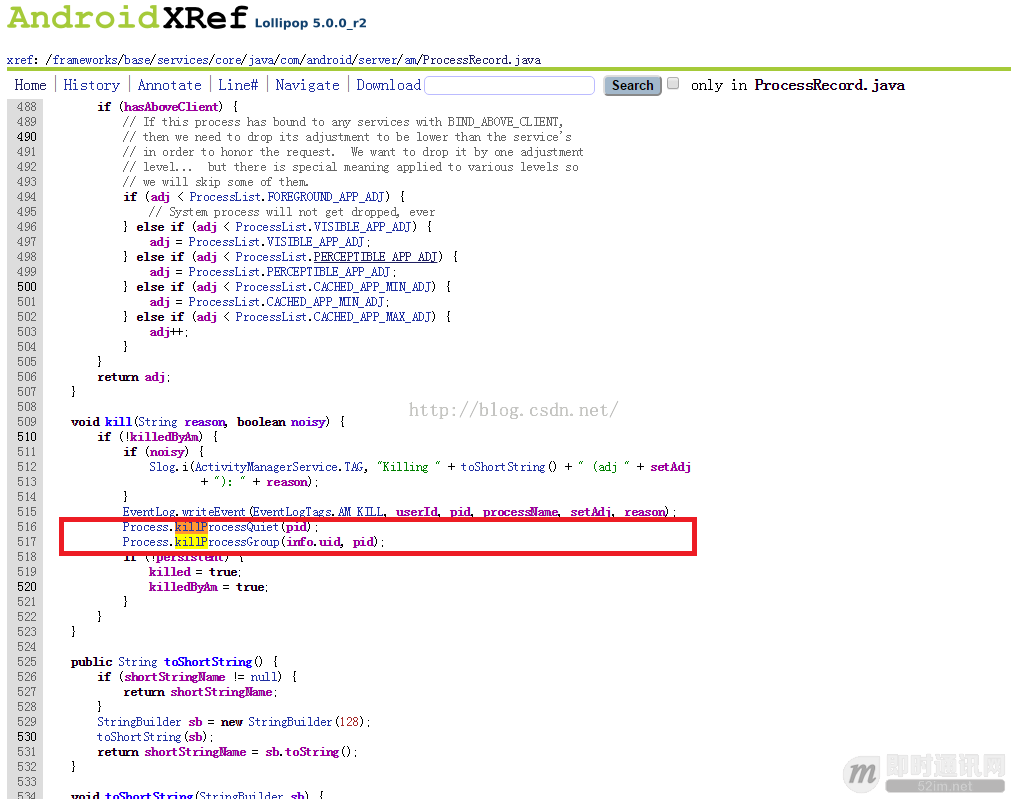 AndroidXRef Lollipop 5.0.0_r2
xref: /frameworks/base/services/core/java/com/android/server/am/ProcessRecord.java
Home History Annotate Line# Navigate Download Search only in ProcessRecord.java
488 if (hasAboveClient) {
489 // If this process has bound to any services with BIND_ABOVE_CLIENT,
490 // then we need to drop its adjustment to be lower than the service's
491 // in order to honor the request. We want to drop it by one adjustment
492 // level... but there is special meaning applied to various levels so
493 // we will skip some of them.
494 if (adj < ProcessList.FOREGROUND_APP_ADJ) {
495 // System process will not get dropped, ever
496 } else if (adj < ProcessList.VISIBLE_APP_ADJ) {
497 adj = ProcessList.VISIBLE_APP_ADJ;
498 } else if (adj < ProcessList.PERCEPTIBLE_APP_ADJ) {
499 adj = ProcessList.PERCEPTIBLE_APP_ADJ;
500 } else if (adj < ProcessList.CACHED_APP_MIN_ADJ) {
501 adj = ProcessList.CACHED_APP_MIN_ADJ;
502 } else if (adj < ProcessList.CACHED_APP_MAX_ADJ) {
503 adj++;
504 }
505 }
506 return adj;
507 }
508
http://blog.csdn.net/
509 void kill(String reason, boolean noisy) {
510 if (!killedByAm) {
511 if (noisy) {
512 Slog.i(ActivityManagerService.TAG, "Killing " + toShortString() + " (adj " + setAdj
513 + "): " + reason);
514 }
515 EventLog.writeEvent(EventLogTags.AM_KILL, userId, pid, processName, setAdj, reason);
516 Process.killProcessQuiet(pid);
517 Process.killProcessGroup(info.uid, pid);
518 if (!persistent) {
519 killed = true;
520 killedByAm = true;
521 }
522 }
523 }
524
525 public String toShortString() {
526 if (shortStringName != null) {
527 return shortStringName;
528 }
529 StringBuilder sb = new StringBuilder(128);
530 toShortString(sb);
531 return shortStringName = sb.toString();
532 }
533
534 void toShortString(StringBuilder sb) {
m 即时通讯网
52im.net